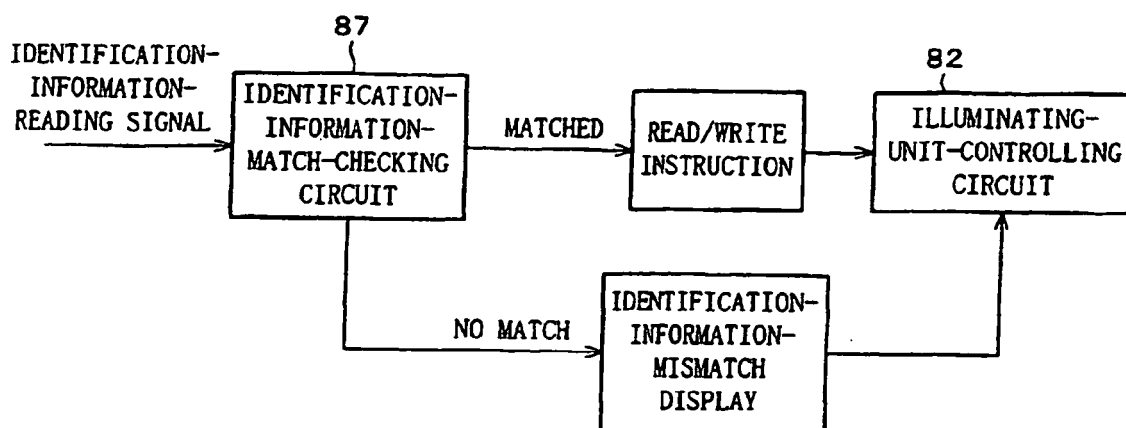 87
IDENTIFICATION-
INFORMATION-
READING SIGNAL
IDENTIFICATION-
INFORMATION-
MATCH-CHECKING
CIRCUIT
MATCHED
READ/WRITE
INSTRUCTION
82
ILLUMINATING-
UNIT-CONTROLLING
CIRCUIT
NO MATCH
IDENTIFICATION-
INFORMATION-
MISMATCH
DISPLAY